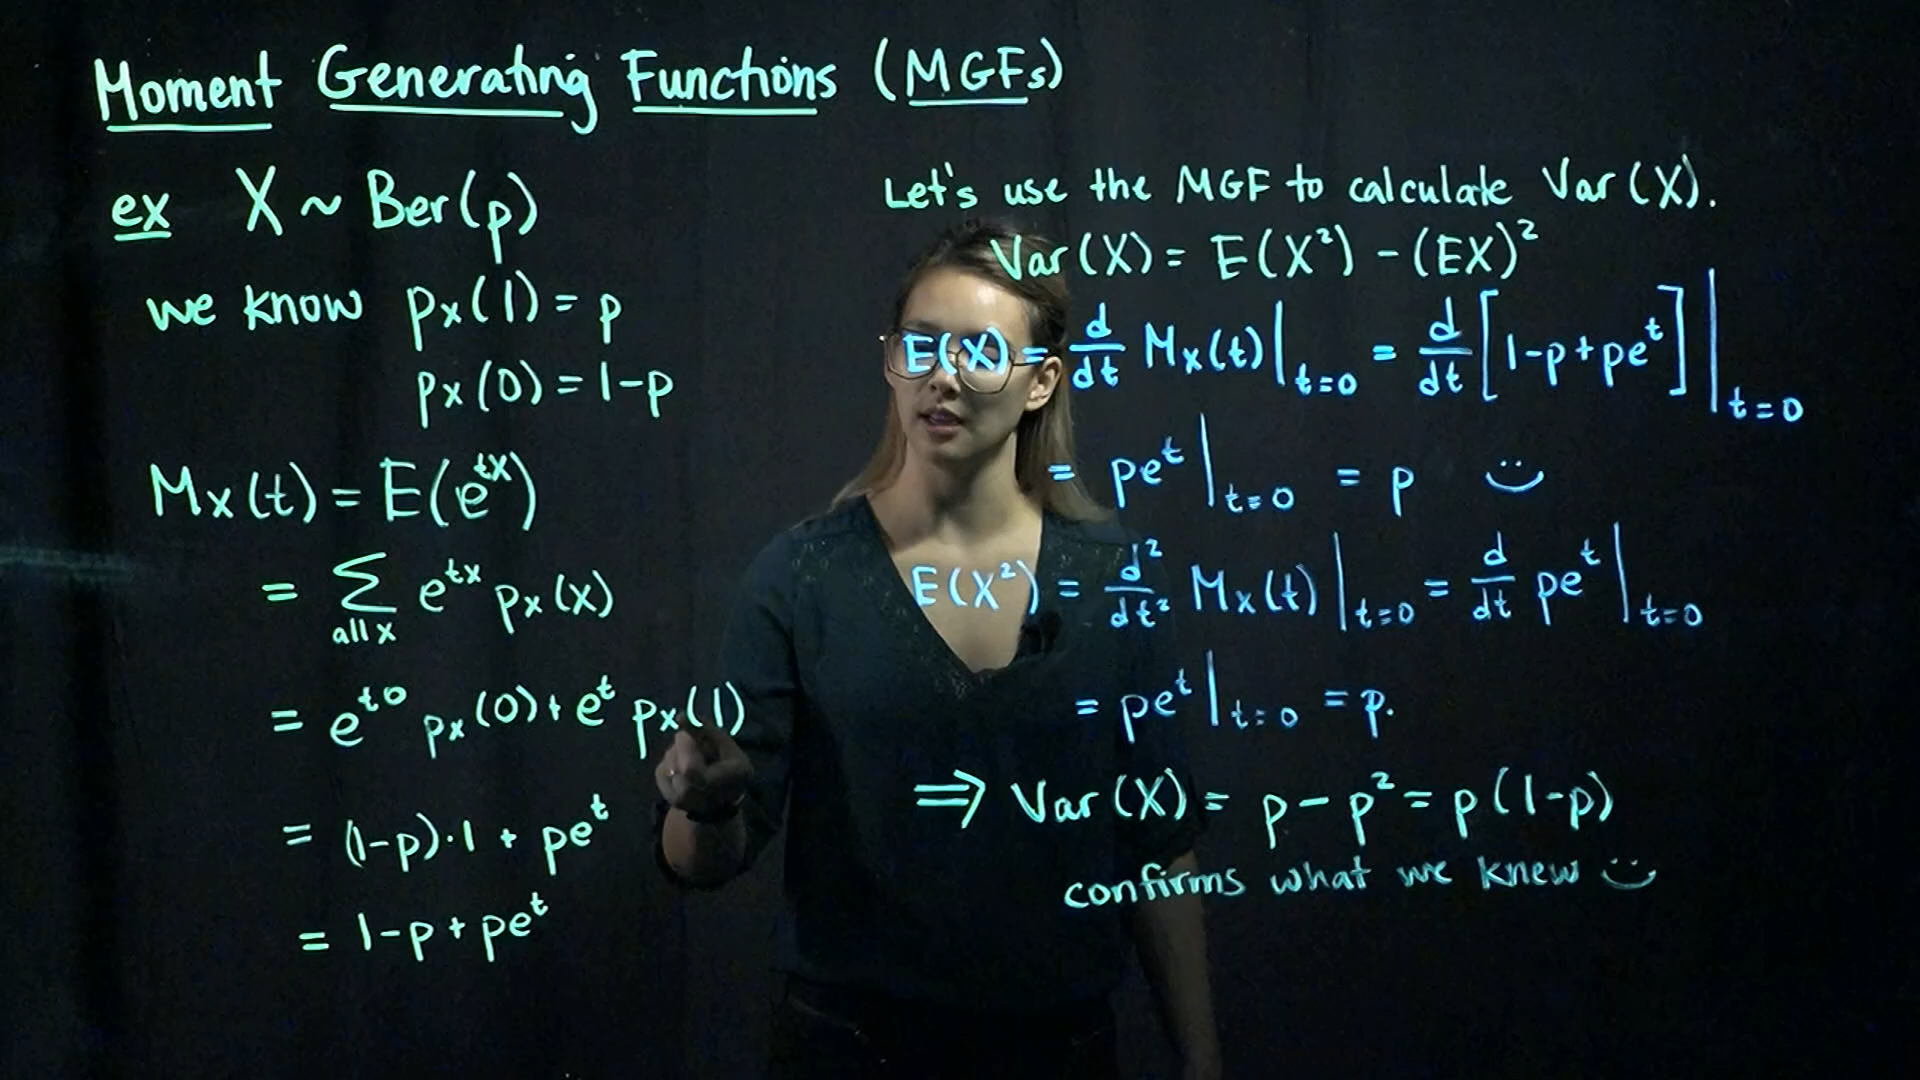 Moment Generating Functions (MGFs)
ex X ~ Ber(p)
we know pₓ(1) = p
pₓ(0) = 1-p
Mₓ(t) = E(e^{tX})
= Σ_{all x} e^{tx} pₓ(x)
= e^{t0} pₓ(0) + e^t pₓ(1)
= (1-p)·1 + pe^t
= 1-p + pe^t
Let's use the MGF to calculate Var(X).
Var(X) = E(X²) - (EX)²
E(X) = d/dt Mₓ(t)|_{t=0} = d/dt [1-p+pe^t]|_{t=0}
= pe^t|_{t=0} = p ☺
E(X²) = d²/dt² Mₓ(t)|_{t=0} = d/dt pe^t|_{t=0}
= pe^t|_{t=0} = p.
⇒ Var(X) = p - p² = p(1-p)
confirms what we knew ☺